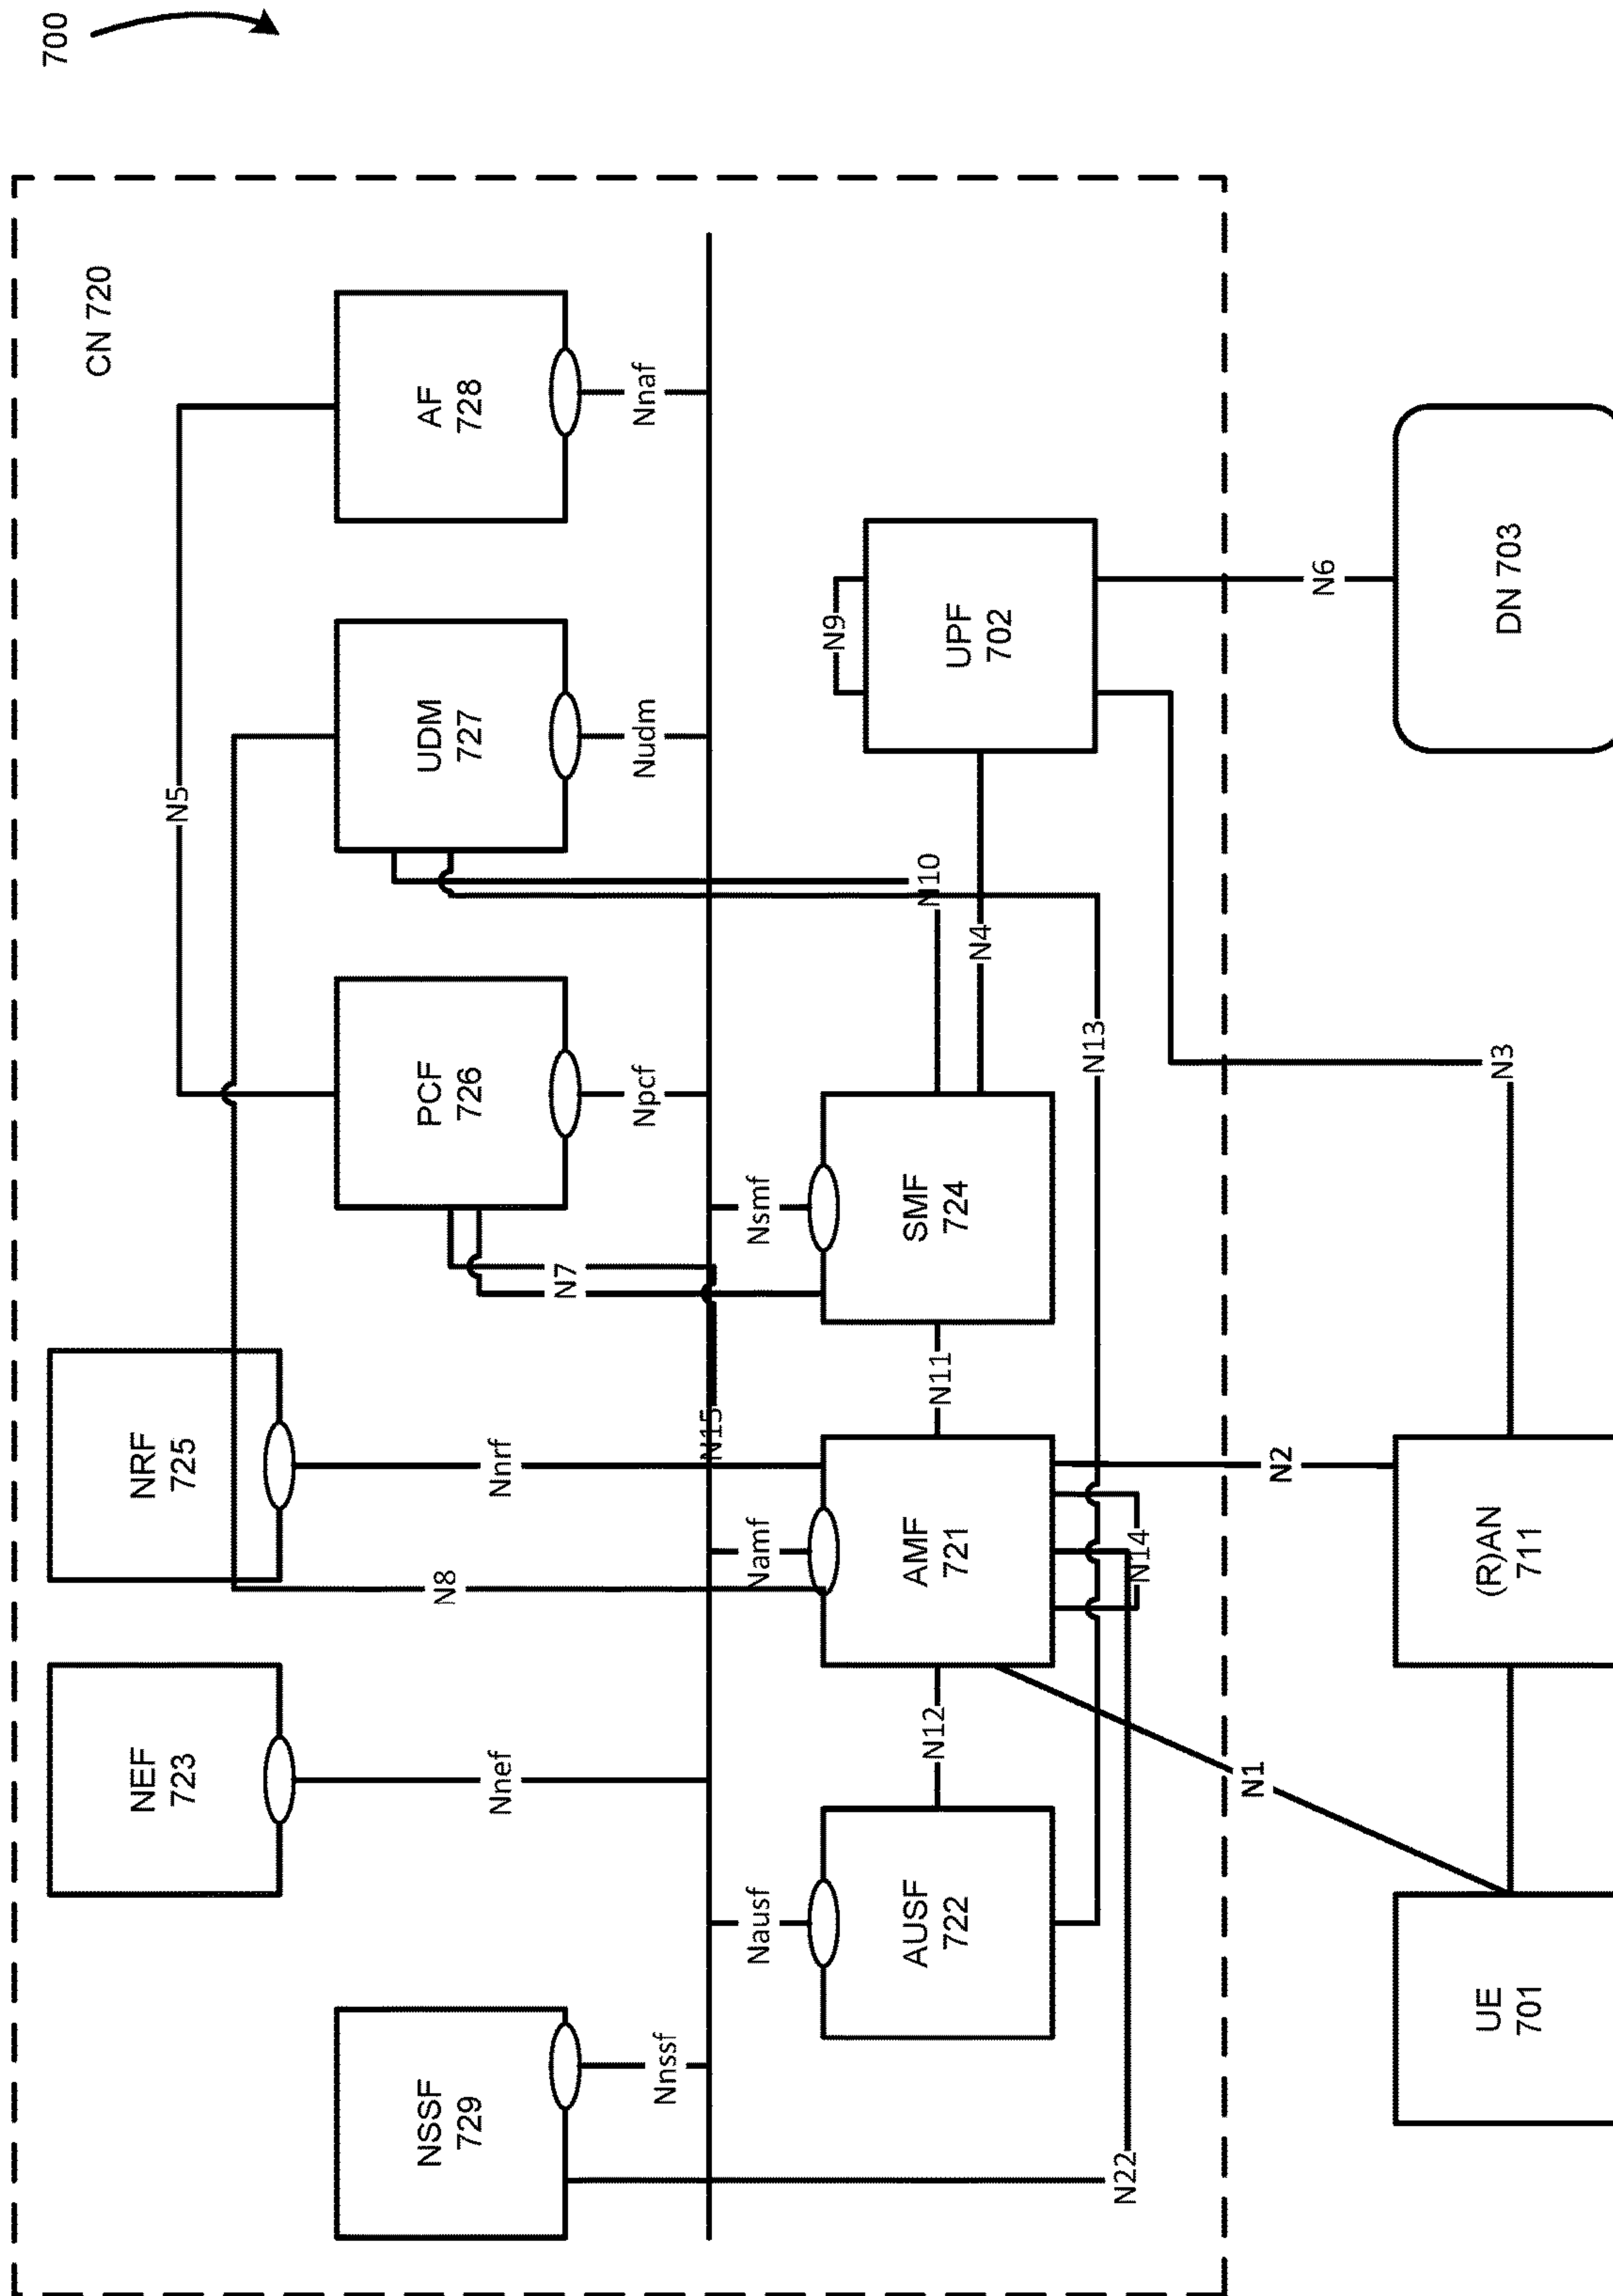 700
CN 720
NSSF
729
NEF
723
NRF
725
PCF
726
UDM
727
AF
728
N5
N8
N7
Nnssf
Nnef
Nnrf
Npcf
Nudm
Nnaf
N15
Nausf
Namf
Nsmf
AUSF
722
N12
AMF
721
N11
SMF
724
N10
N4
N9
UPF
702
N13
N14
N22
N1
N2
N3
N6
UE
701
(R)AN
711
DN 703